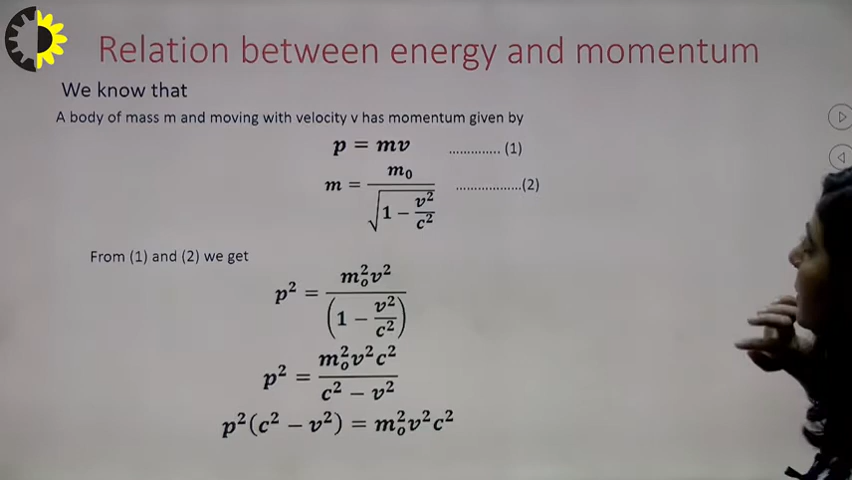 Relation between energy and momentum
We know that
A body of mass m and moving with velocity v has momentum given by
p = mv ............. (1)
m = m₀ / √(1 − v²/c²) ..................(2)
From (1) and (2) we get
p² = m₀²v² / (1 − v²/c²)
p² = m₀²v²c² / (c² − v²)
p²(c² − v²) = m₀²v²c²